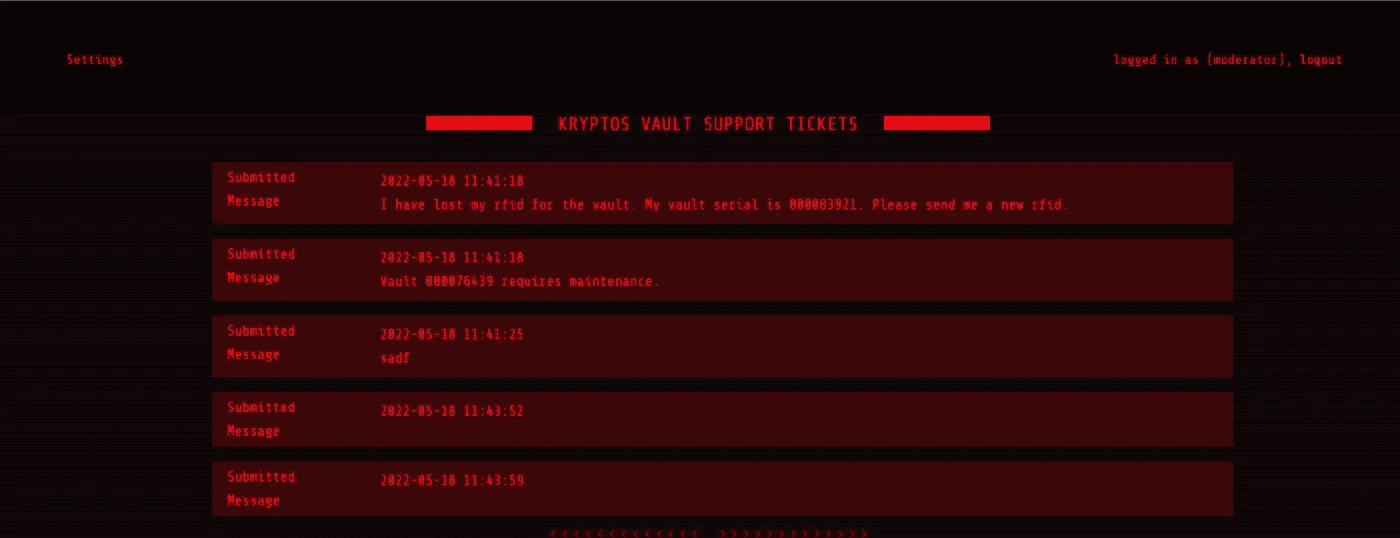 Settings
logged in as (moderator), logout
KRYPTOS VAULT SUPPORT TICKETS
Submitted 2022-05-18 11:41:18
Message I have lost my rfid for the vault. My vault serial is 000083921. Please send me a new rfid.
Submitted 2022-05-18 11:41:18
Message Vault 000076439 requires maintenance.
Submitted 2022-05-18 11:41:25
Message sadf
Submitted 2022-05-18 11:43:52
Message
Submitted 2022-05-18 11:43:59
Message
<<<<<<<<<<<<< >>>>>>>>>>>>>